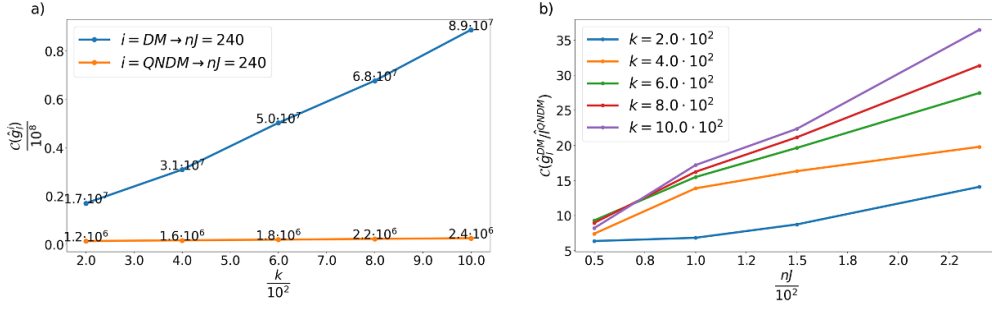 a)
C(ĝᵢʲ)
10⁸
0.8
0.6
0.4
0.2
0.0
i = DM → nJ = 240
i = QNDM → nJ = 240
1.7·10⁷
3.1·10⁷
5.0·10⁷
6.8·10⁷
8.9·10⁷
1.2·10⁶
1.6·10⁶
1.8·10⁶
2.2·10⁶
2.4·10⁶
2.0 3.0 4.0 5.0 6.0 7.0 8.0 9.0 10.0
k
10²
b)
35
30
25
20
15
10
5
k = 2.0 · 10²
k = 4.0 · 10²
k = 6.0 · 10²
k = 8.0 · 10²
k = 10.0 · 10²
0.5 0.8 1.0 1.2 1.5 1.8 2.0 2.2
nJ
10²